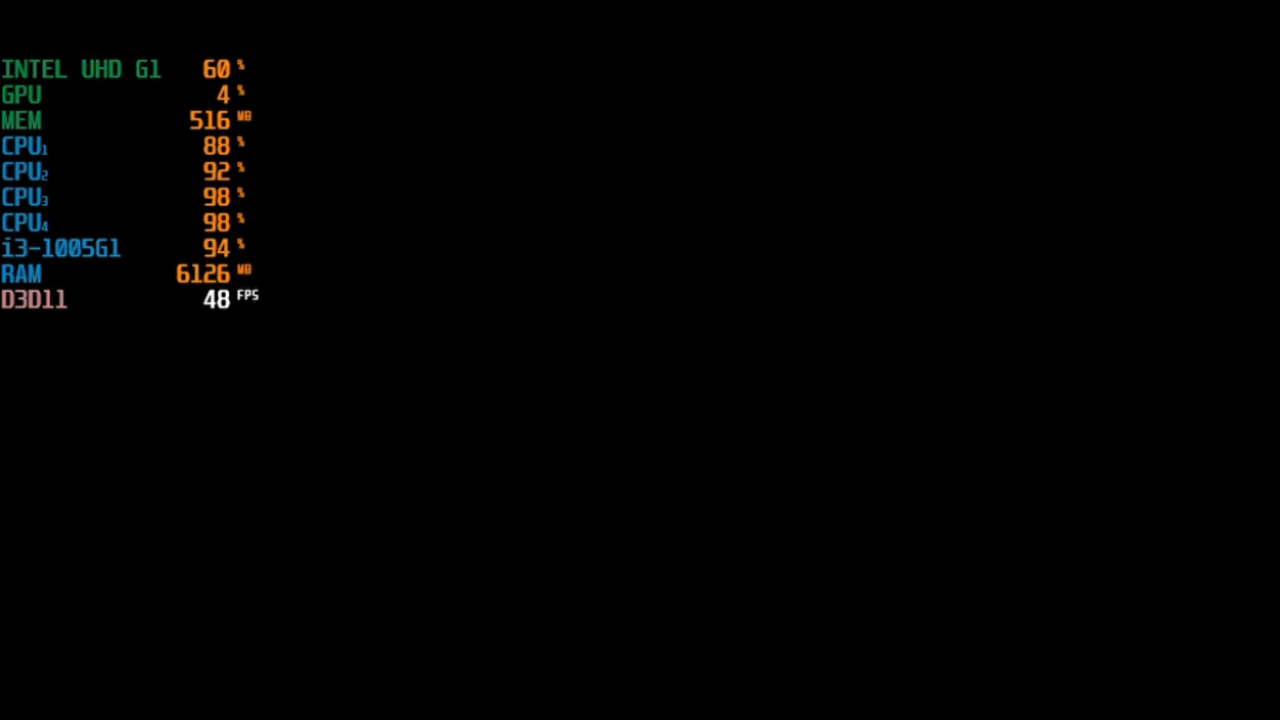 INTEL UHD G1 60 %
GPU 4 %
MEM 516 MB
CPU1 88 %
CPU2 92 %
CPU3 98 %
CPU4 98 %
i3-1005G1 94 %
RAM 6126 MB
D3D11 48 FPS